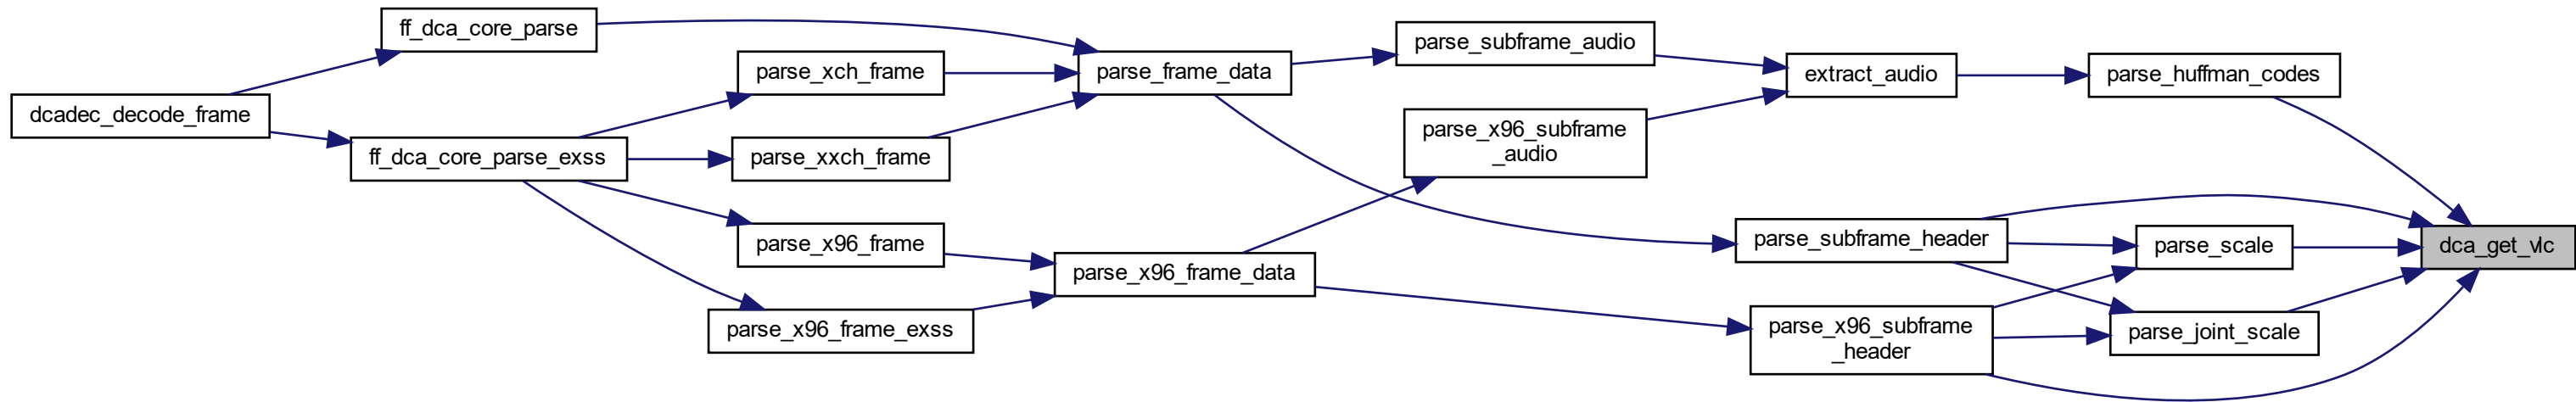 ff_dca_core_parse
parse_subframe_audio
parse_xch_frame
parse_frame_data
extract_audio
parse_huffman_codes
dcadec_decode_frame
parse_x96_subframe
_audio
ff_dca_core_parse_exss
parse_xxch_frame
parse_x96_frame
parse_subframe_header
parse_scale
dca_get_vlc
parse_x96_frame_data
parse_x96_frame_exss
parse_x96_subframe
_header
parse_joint_scale